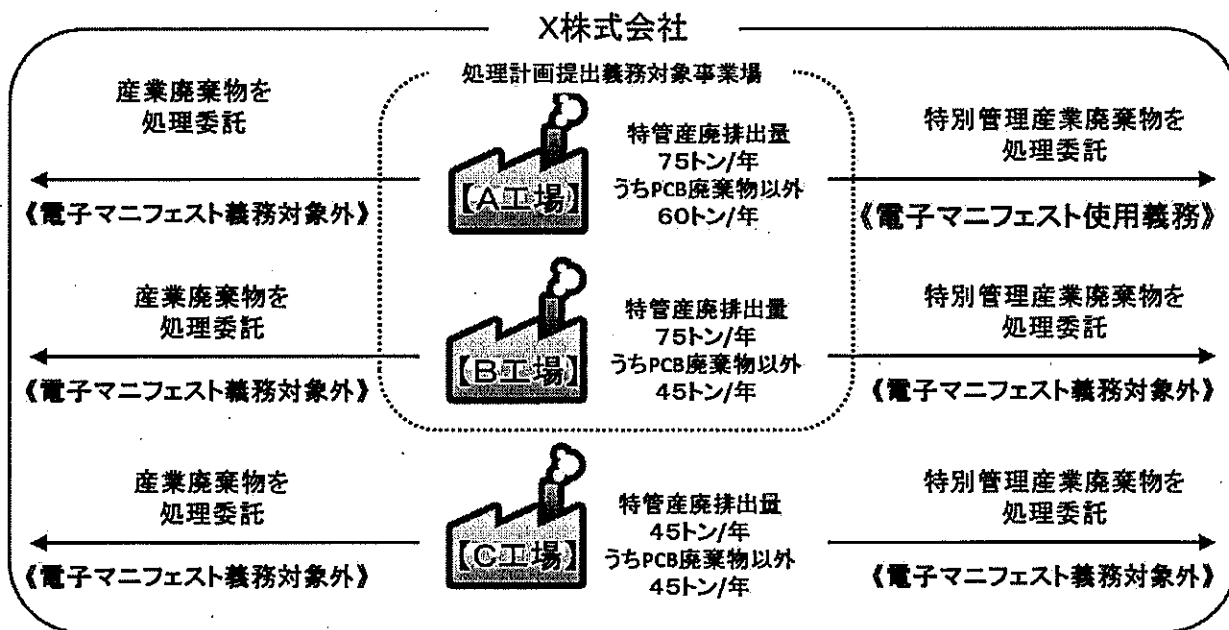 X株式会社
処理計画提出義務対象事業場
産業廃棄物を
処理委託
《電子マニフェスト義務対象外》
【A工場】
特管産廃排出量
75トン/年
うちPCB廃棄物以外
60トン/年
特別管理産業廃棄物を
処理委託
《電子マニフェスト使用義務》
産業廃棄物を
処理委託
《電子マニフェスト義務対象外》
【B工場】
特管産廃排出量
75トン/年
うちPCB廃棄物以外
45トン/年
特別管理産業廃棄物を
処理委託
《電子マニフェスト義務対象外》
産業廃棄物を
処理委託
《電子マニフェスト義務対象外》
【C工場】
特管産廃排出量
45トン/年
うちPCB廃棄物以外
45トン/年
特別管理産業廃棄物を
処理委託
《電子マニフェスト義務対象外》